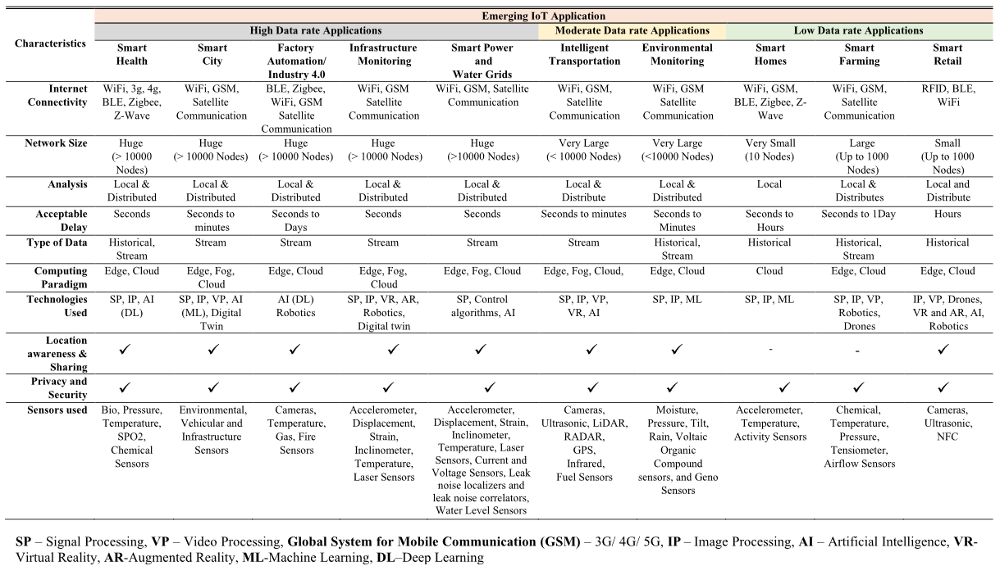 Emerging IoT Application
Characteristics
High Data rate Applications
Moderate Data rate Applications
Low Data rate Applications
Smart
Health
Smart
City
Factory
Automation/
Industry 4.0
Infrastructure
Monitoring
Smart Power
and
Water Grids
Intelligent
Transportation
Environmental
Monitoring
Smart
Homes
Smart
Farming
Smart
Retail
Internet
Connectivity
WiFi, 3g, 4g,
BLE, Zigbee,
Z-Wave
WiFi, GSM,
Satellite
Communication
BLE, Zigbee,
WiFi, GSM
Satellite
Communication
WiFi, GSM
Satellite
Communication
WiFi, GSM, Satellite
Communication
WiFi, GSM,
Satellite
Communication
WiFi, GSM
Satellite
Communication
WiFi, GSM,
BLE, Zigbee, Z-
Wave
WiFi, GSM,
Satellite
Communication
RFID, BLE,
WiFi
Network Size
Huge
(> 10000
Nodes)
Huge
(> 10000 Nodes)
Huge
(> 10000 Nodes)
Huge
(> 10000 Nodes)
Huge
(>10000 Nodes)
Very Large
(< 10000 Nodes)
Very Large
(<10000 Nodes)
Very Small
(10 Nodes)
Large
(Up to 1000
Nodes)
Small
(Up to 1000
Nodes)
Analysis
Local &
Distributed
Local &
Distributed
Local &
Distributed
Local &
Distributed
Local &
Distributed
Local &
Distribute
Local &
Distributed
Local
Local &
Distributes
Local and
Distribute
Acceptable
Delay
Seconds
Seconds to
minutes
Seconds to
Days
Seconds
Seconds
Seconds to minutes
Seconds to
Minutes
Seconds to
Hours
Seconds to 1Day
Hours
Type of Data
Historical,
Stream
Stream
Stream
Stream
Stream
Stream
Historical,
Stream
Historical
Historical,
Stream
Historical
Computing
Paradigm
Edge, Cloud
Edge, Fog,
Cloud
Edge, Cloud
Edge, Fog,
Cloud
Edge, Fog, Cloud
Edge, Fog, Cloud,
Edge, Cloud
Cloud
Edge, Cloud
Edge, Cloud
Technologies
Used
SP, IP, AI
(DL)
SP, IP, VP, AI
(ML), Digital
Twin
AI (DL)
Robotics
SP, IP, VR, AR,
Robotics,
Digital twin
SP, Control
algorithms, AI
SP, IP, VP,
VR, AI
SP, IP, ML
SP, IP, ML
SP, IP, VP,
Robotics,
Drones
IP, VP, Drones,
VR and AR, AI,
Robotics
Location
awareness &
Sharing
✓ ✓ ✓ ✓ ✓ ✓ ✓ - - ✓
Privacy and
Security
✓ ✓ ✓ ✓ ✓ ✓ ✓ ✓ ✓ ✓
Sensors used
Bio, Pressure,
Temperature,
SPO2,
Chemical
Sensors
Environmental,
Vehicular and
Infrastructure
Sensors
Cameras,
Temperature,
Gas, Fire
Sensors
Accelerometer,
Displacement,
Strain,
Inclinometer,
Temperature,
Laser Sensors
Accelerometer,
Displacement, Strain,
Inclinometer,
Temperature, Laser
Sensors, Current and
Voltage Sensors, Leak
noise localizers and
leak noise correlators,
Water Level Sensors
Cameras,
Ultrasonic, LiDAR,
RADAR,
GPS,
Infrared,
Fuel Sensors
Moisture,
Pressure, Tilt,
Rain, Voltaic
Organic
Compound
sensors, and Geno
Sensors
Accelerometer,
Temperature,
Activity Sensors
Chemical,
Temperature,
Pressure,
Tensiometer,
Airflow Sensors
Cameras,
Ultrasonic,
NFC
SP – Signal Processing, VP – Video Processing, Global System for Mobile Communication (GSM) – 3G/ 4G/ 5G, IP – Image Processing, AI – Artificial Intelligence, VR-
Virtual Reality, AR-Augmented Reality, ML-Machine Learning, DL–Deep Learning